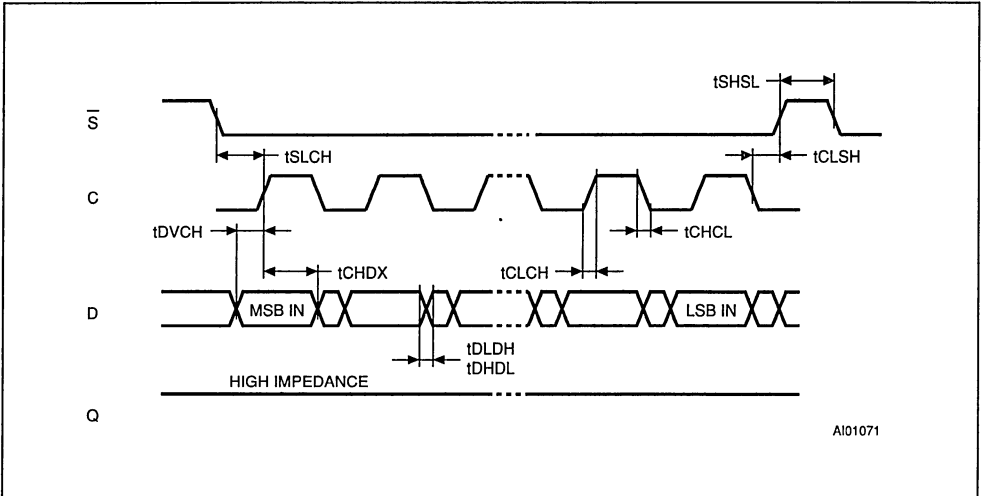 tSHSL
S̅
tSLCH
tCLSH
C
tDVCH
tCHCL
tCHDX
tCLCH
D
MSB IN
LSB IN
tDLDH
tDHDL
HIGH IMPEDANCE
Q
AI01071